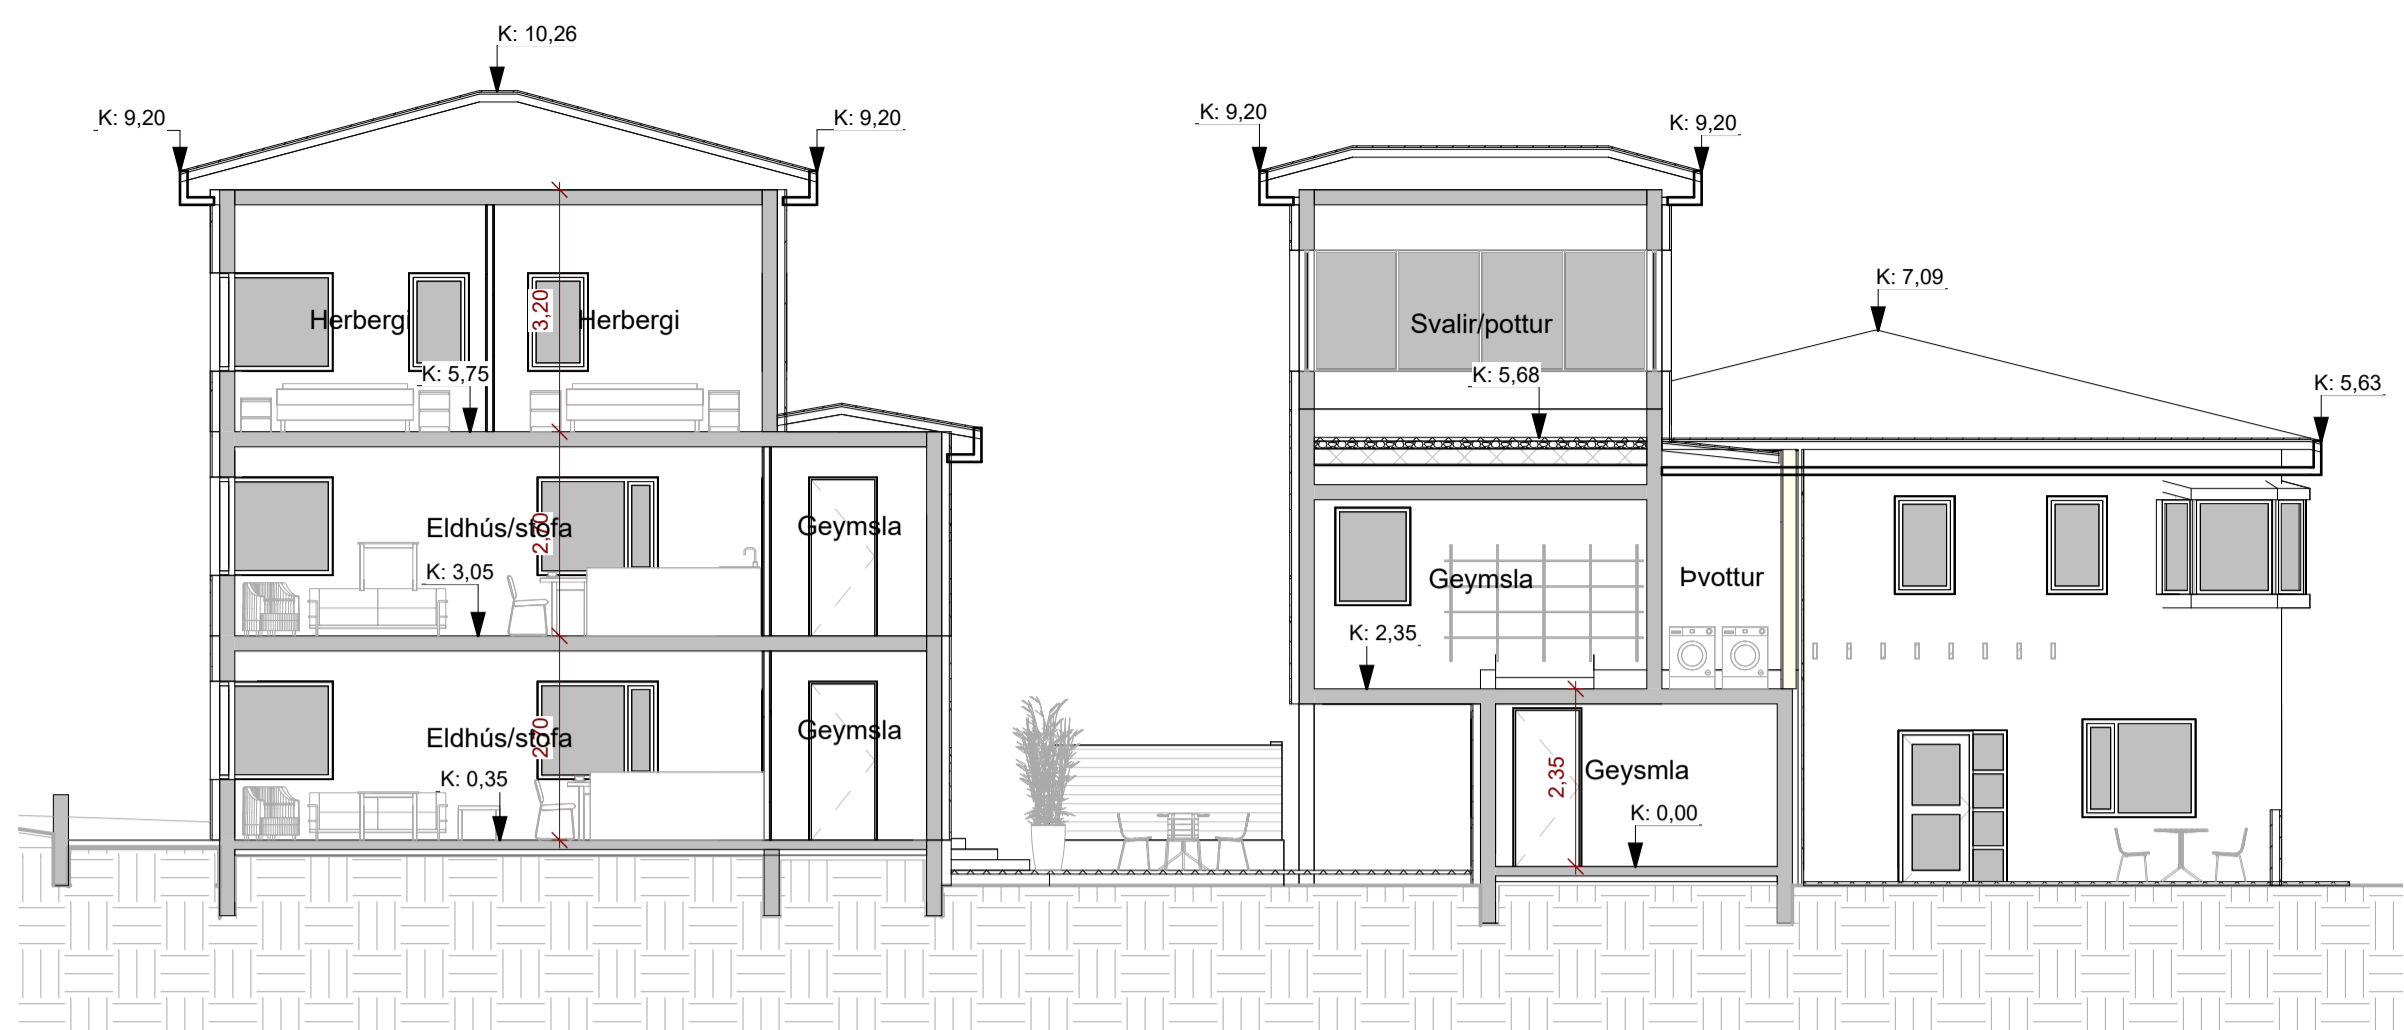 K: 10,26
K: 9,20
K: 9,20
K: 9,20
K: 9,20
K: 7,09
Herbergi
3,20
Herbergi
Svalir/pottur
K: 5,75
K: 5,68
K: 5,63
Eldhús/stofa
2,70
Geymsla
K: 3,05
Geymsla
Þvottur
K: 2,35
Eldhús/stofa
2,70
Geymsla
K: 0,35
2,35
Geysmla
K: 0,00